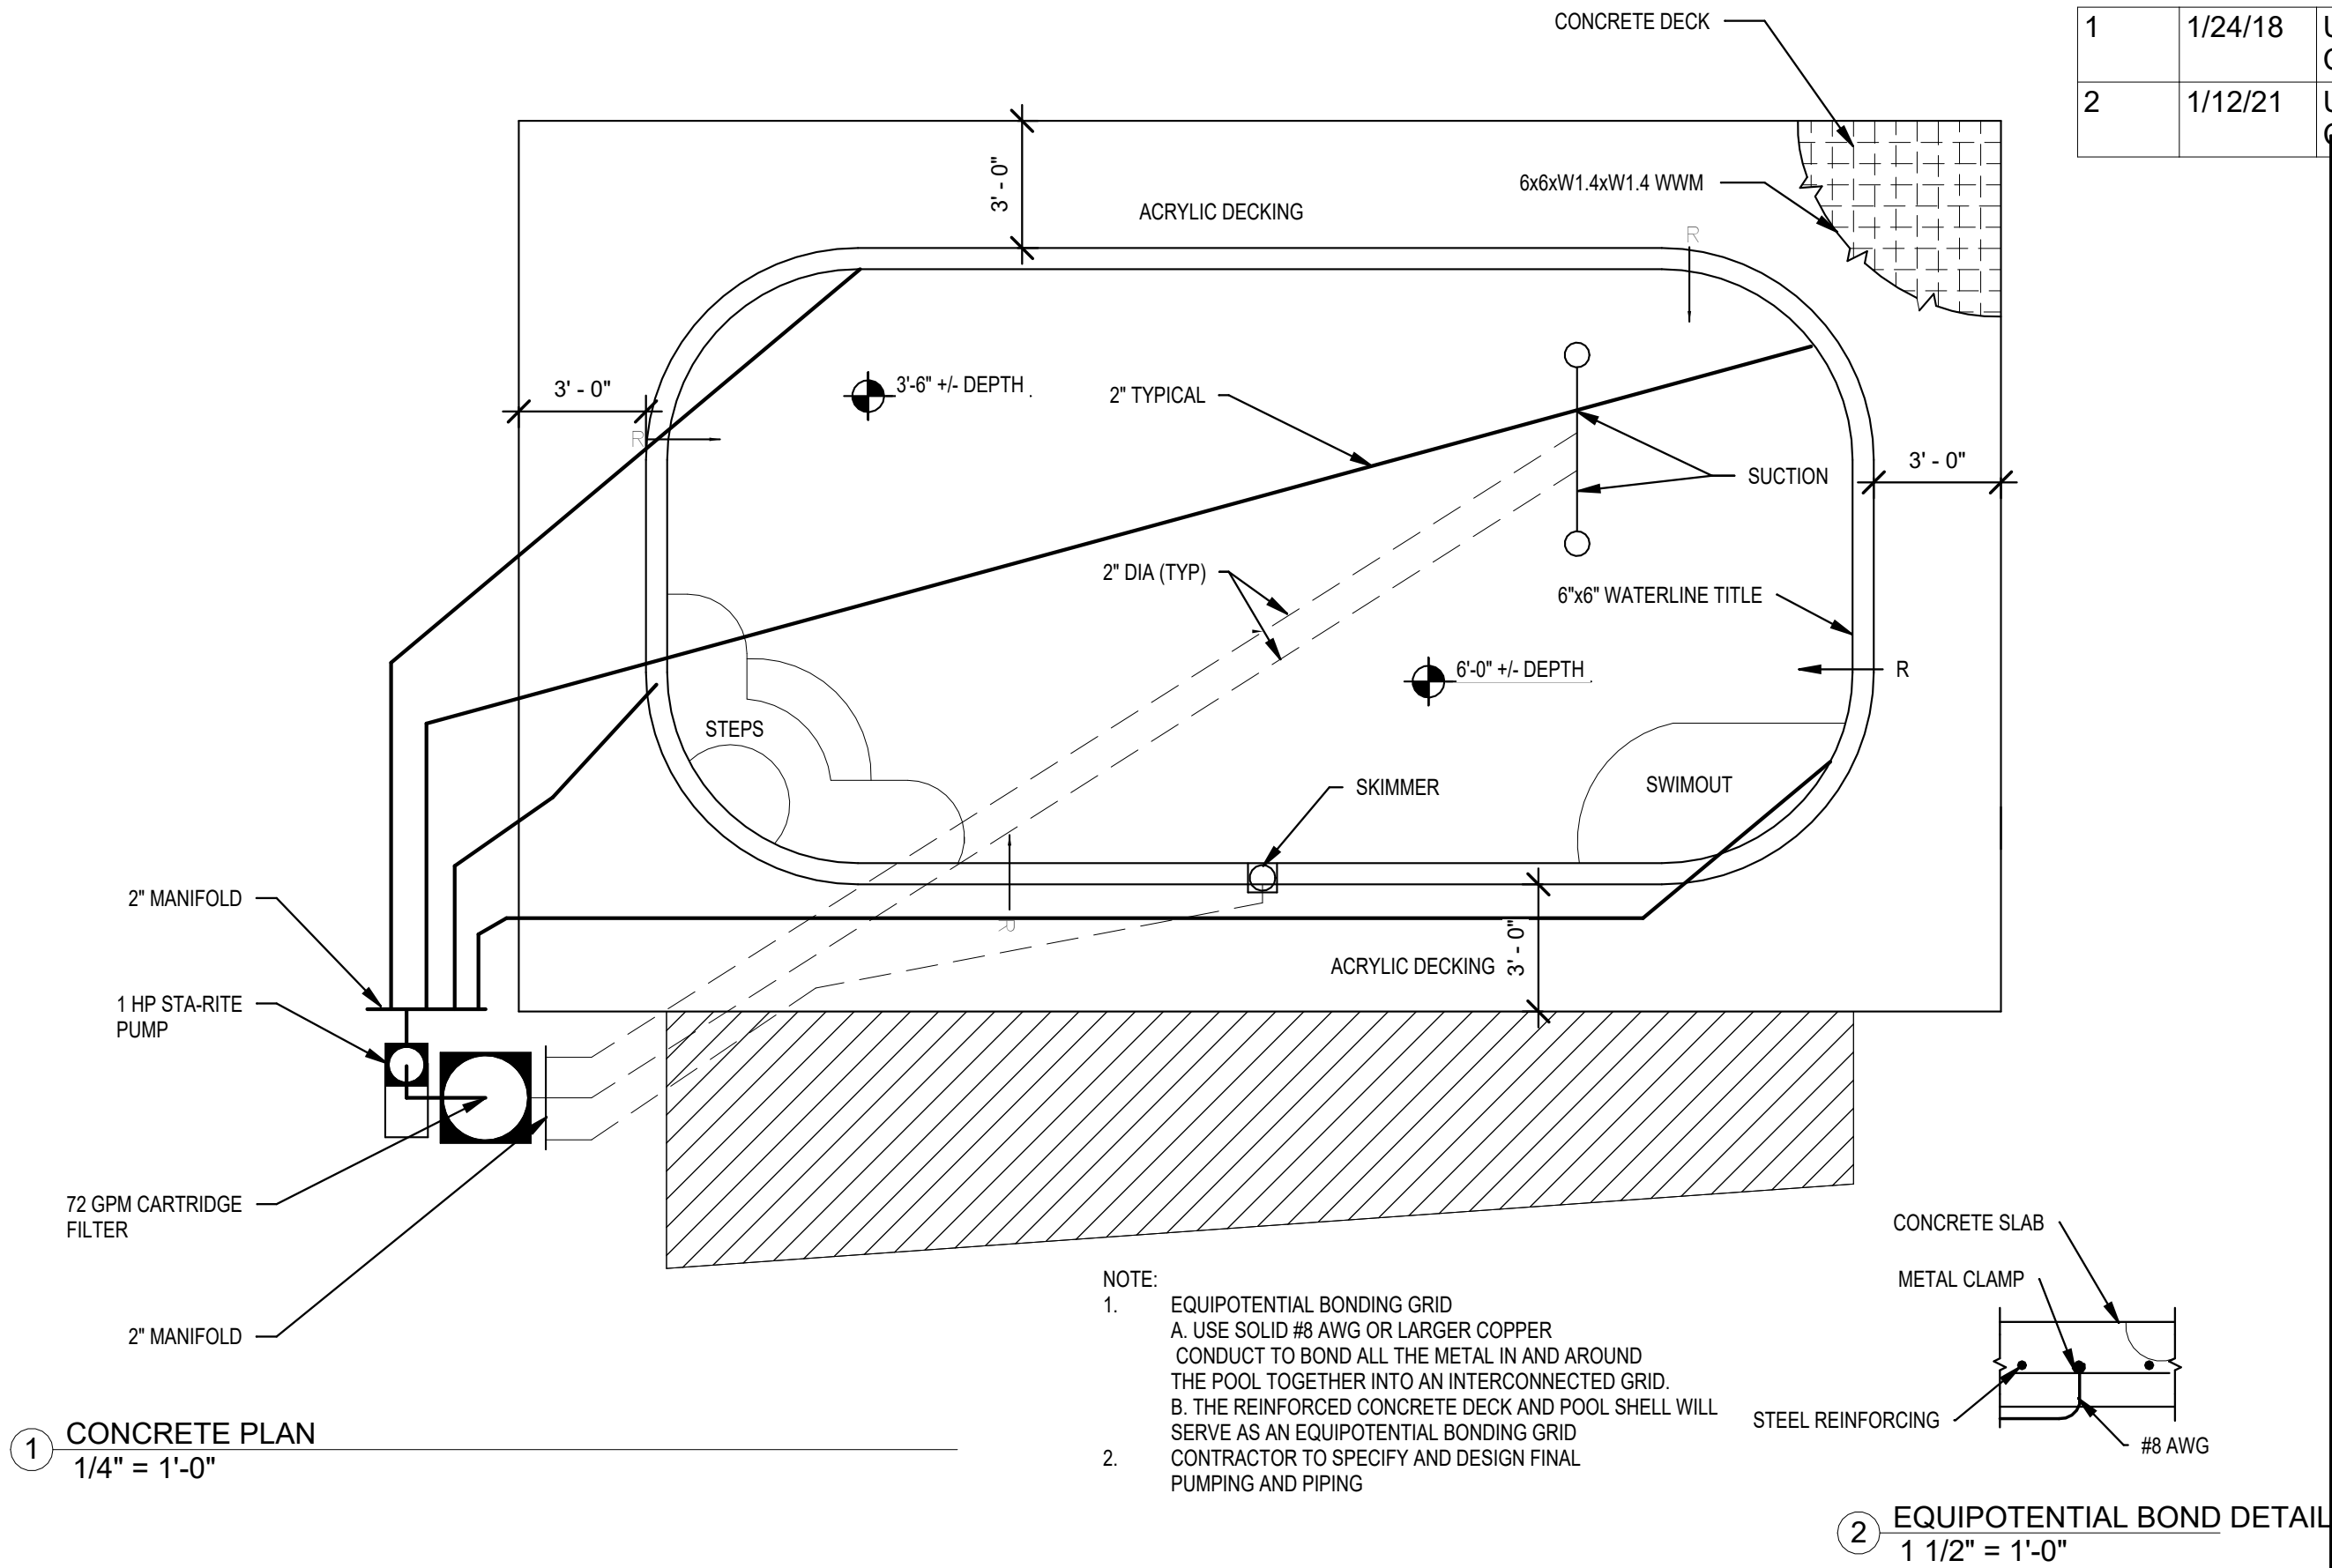 CONCRETE DECK
1 1/24/18
2 1/12/21
3' - 0"
6x6xW1.4xW1.4 WWM
ACRYLIC DECKING
R
3' - 0"
3'-6" +/- DEPTH
2" TYPICAL
R
3' - 0"
SUCTION
2" DIA (TYP)
6"x6" WATERLINE TITLE
6'-0" +/- DEPTH
R
STEPS
SKIMMER
SWIMOUT
2" MANIFOLD
R
3' - 0"
ACRYLIC DECKING
1 HP STA-RITE
PUMP
72 GPM CARTRIDGE
FILTER
2" MANIFOLD
CONCRETE SLAB
METAL CLAMP
STEEL REINFORCING
#8 AWG
NOTE:
1. EQUIPOTENTIAL BONDING GRID
A. USE SOLID #8 AWG OR LARGER COPPER
CONDUCT TO BOND ALL THE METAL IN AND AROUND
THE POOL TOGETHER INTO AN INTERCONNECTED GRID.
B. THE REINFORCED CONCRETE DECK AND POOL SHELL WILL
SERVE AS AN EQUIPOTENTIAL BONDING GRID
2. CONTRACTOR TO SPECIFY AND DESIGN FINAL
PUMPING AND PIPING
1 CONCRETE PLAN
1/4" = 1'-0"
2 EQUIPOTENTIAL BOND DETAIL
1 1/2" = 1'-0"